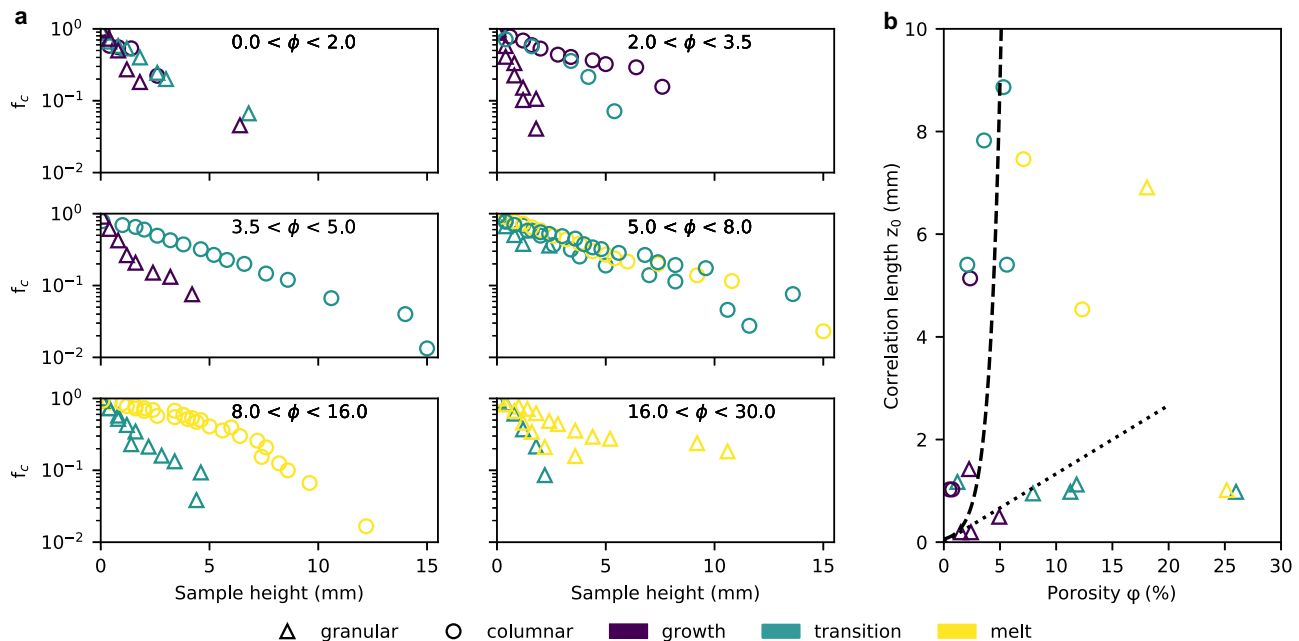 a
b
0.0 < ϕ < 2.0
2.0 < ϕ < 3.5
10⁰
10⁻¹
10⁻²
f_c
3.5 < ϕ < 5.0
5.0 < ϕ < 8.0
10⁰
10⁻¹
10⁻²
f_c
8.0 < ϕ < 16.0
16.0 < ϕ < 30.0
10⁰
10⁻¹
10⁻²
f_c
0 5 10 15
Sample height (mm)
0 5 10 15
Sample height (mm)
10
8
6
4
2
0
Correlation length z₀ (mm)
0 5 10 15 20 25 30
Porosity φ (%)
granular columnar growth transition melt